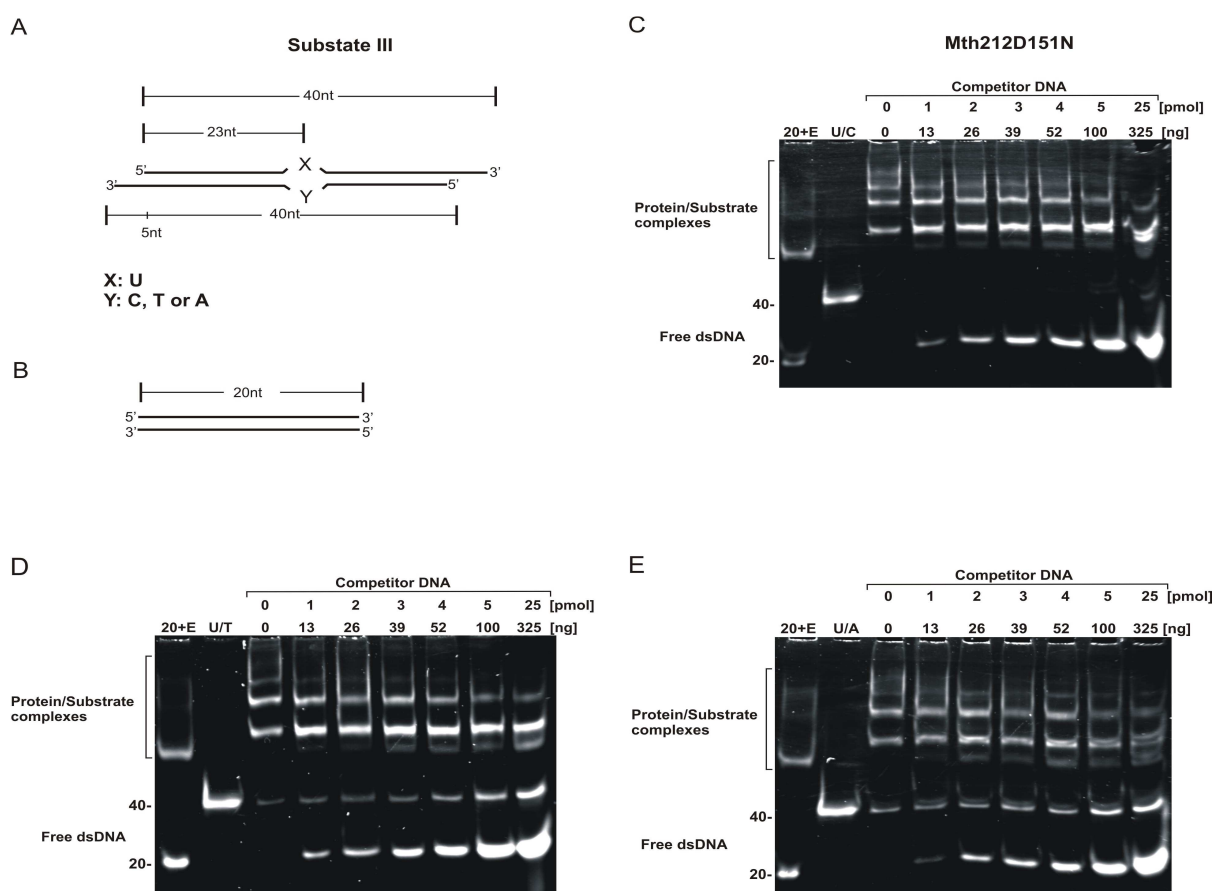 A
Substate III
40nt
23nt
5' X 3'
3' Y 5'
40nt
5nt
X: U
Y: C, T or A
B
20nt
5' 3'
3' 5'
C
Mth212D151N
Competitor DNA
0 1 2 3 4 5 25 [pmol]
20+E U/C 0 13 26 39 52 100 325 [ng]
Protein/Substrate
complexes
40-
Free dsDNA
20-
D
Competitor DNA
0 1 2 3 4 5 25 [pmol]
20+E U/T 0 13 26 39 52 100 325 [ng]
Protein/Substrate
complexes
40-
Free dsDNA
20-
E
Competitor DNA
0 1 2 3 4 5 25 [pmol]
20+E U/A 0 13 26 39 52 100 325 [ng]
Protein/Substrate
complexes
40-
Free dsDNA
20-